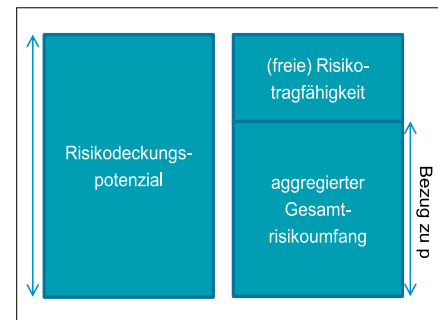 Risikodeckungs-
potenzial
(freie) Risiko-
tragfähigkeit
aggregierter
Gesamt-
risikoumfang
Bezug zu p